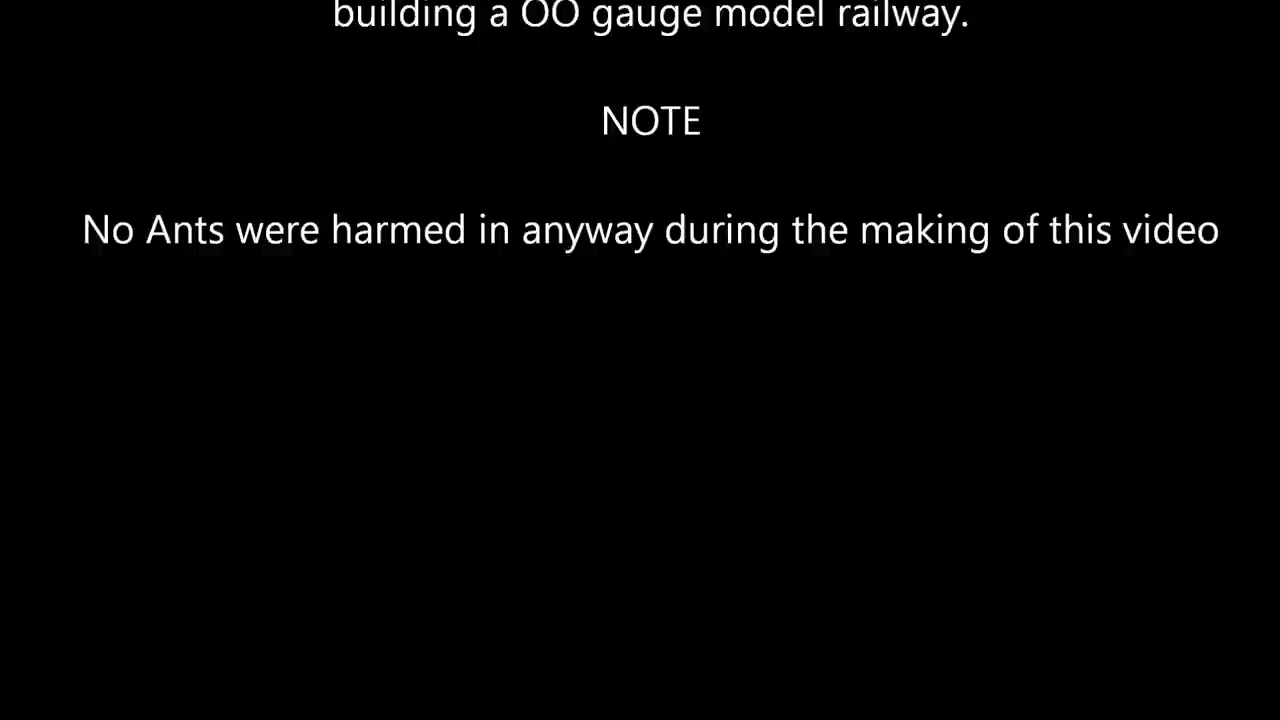 building a OO gauge model railway.
NOTE
No Ants were harmed in anyway during the making of this video